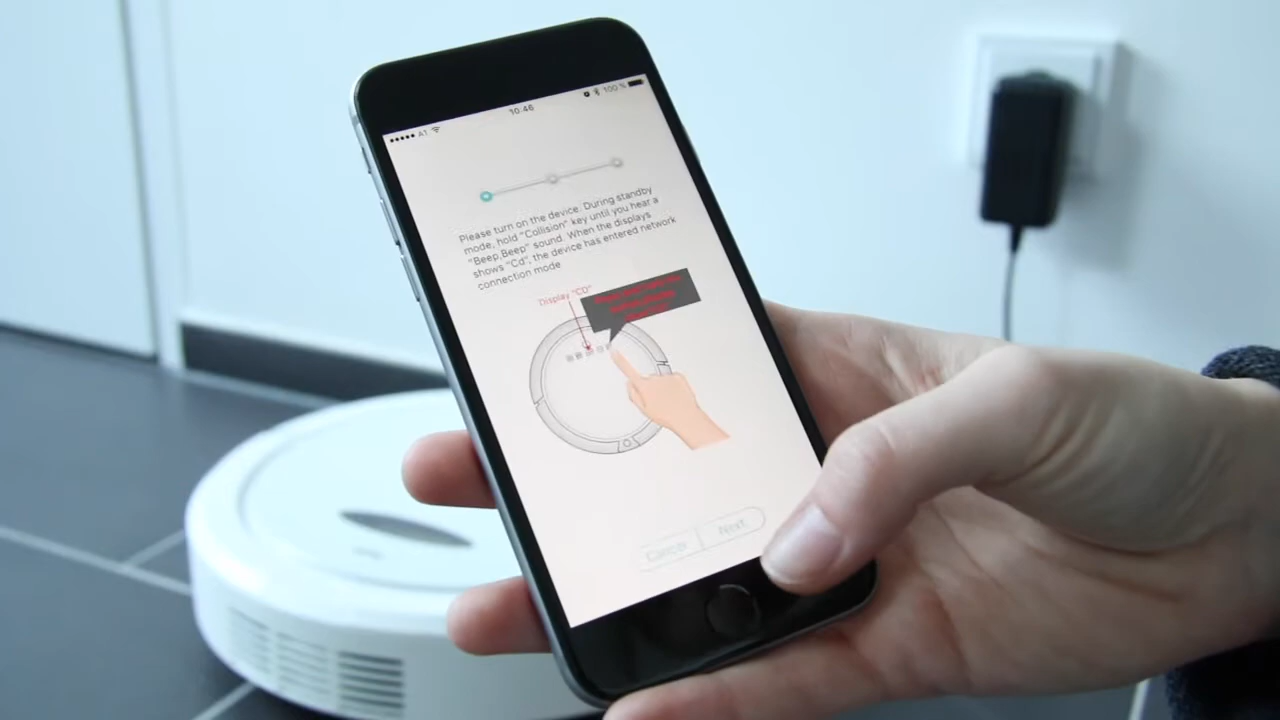 A1
10:46
100 %
Please turn on the device. During standby
mode, hold "Collision" key until you hear a
"Beep,Beep" sound. When the displays
shows "Cd", the device has entered network
connection mode
Display "CD"
Cancel
Next